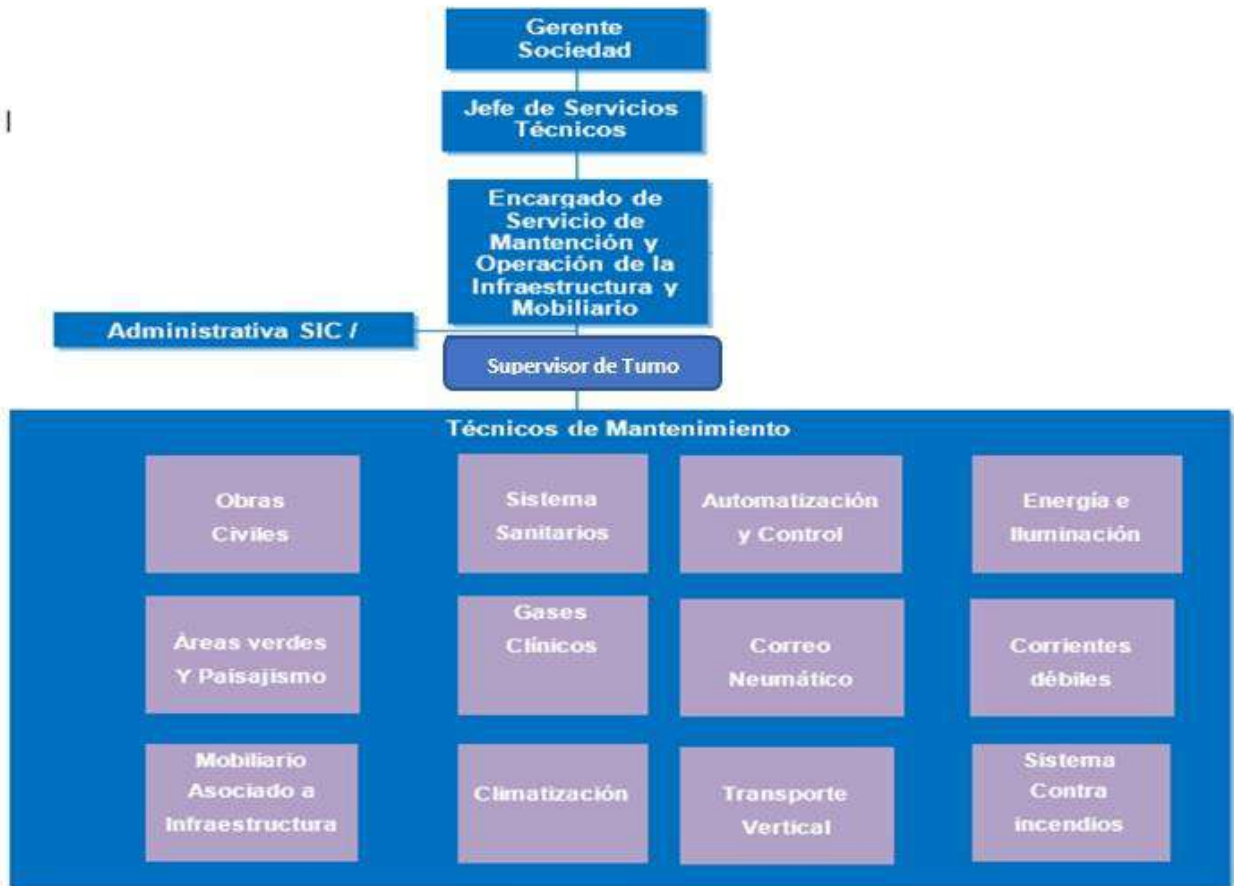 Gerente
Sociedad
Jefe de Servicios
Técnicos
Encargado de
Servicio de
Mantención y
Operación de la
Infraestructura y
Mobiliario
Administrativa SIC /
Supervisor de Turno
Técnicos de Mantenimiento
Obras
Civiles
Sistema
Sanitarios
Automatización
y Control
Energía e
Iluminación
Áreas verdes
Y Paisajismo
Gases
Clínicos
Correo
Neumático
Corrientes
débiles
Mobiliario
Asociado a
Infraestructura
Climatización
Transporte
Vertical
Sistema
Contra
incendios